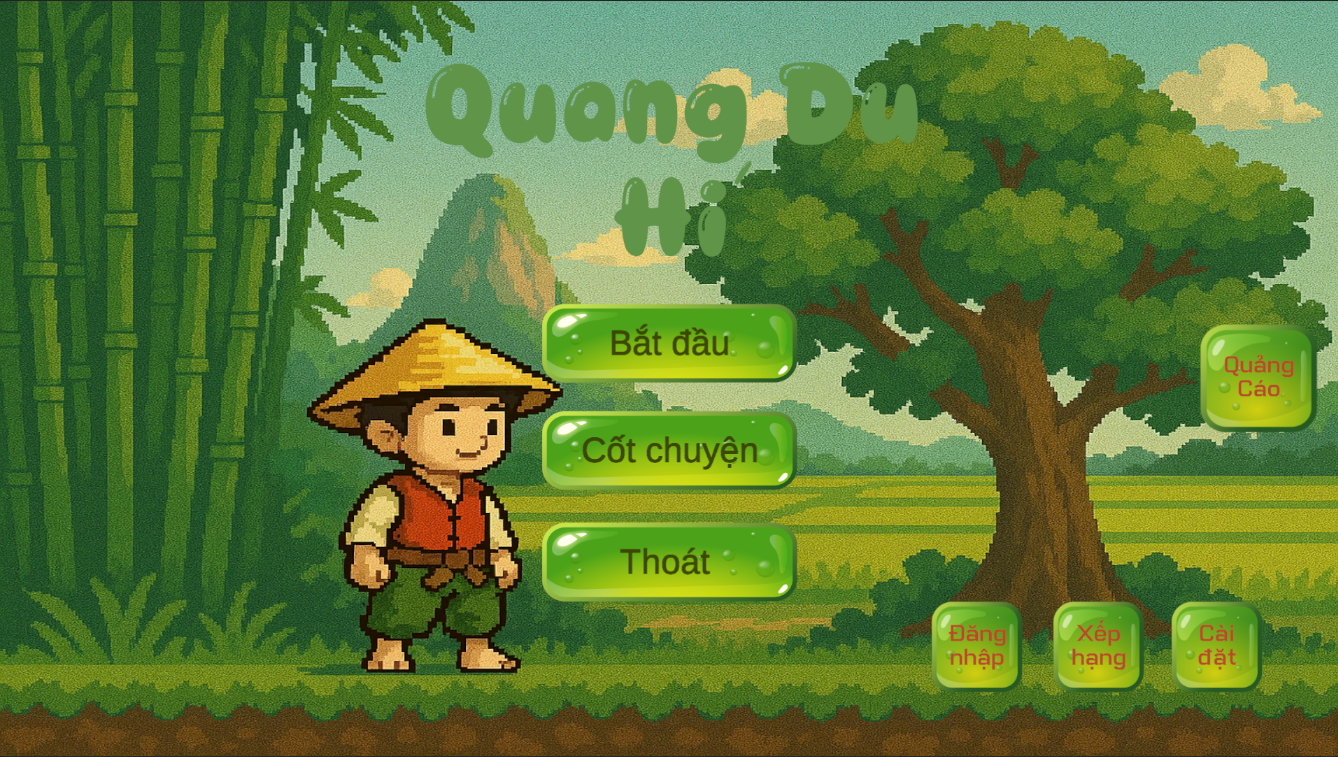 Quang Du
Hí
Bắt đầu
Cốt chuyện
Thoát
Quảng
Cáo
Đăng
nhập
Xếp
hạng
Cài
đặt